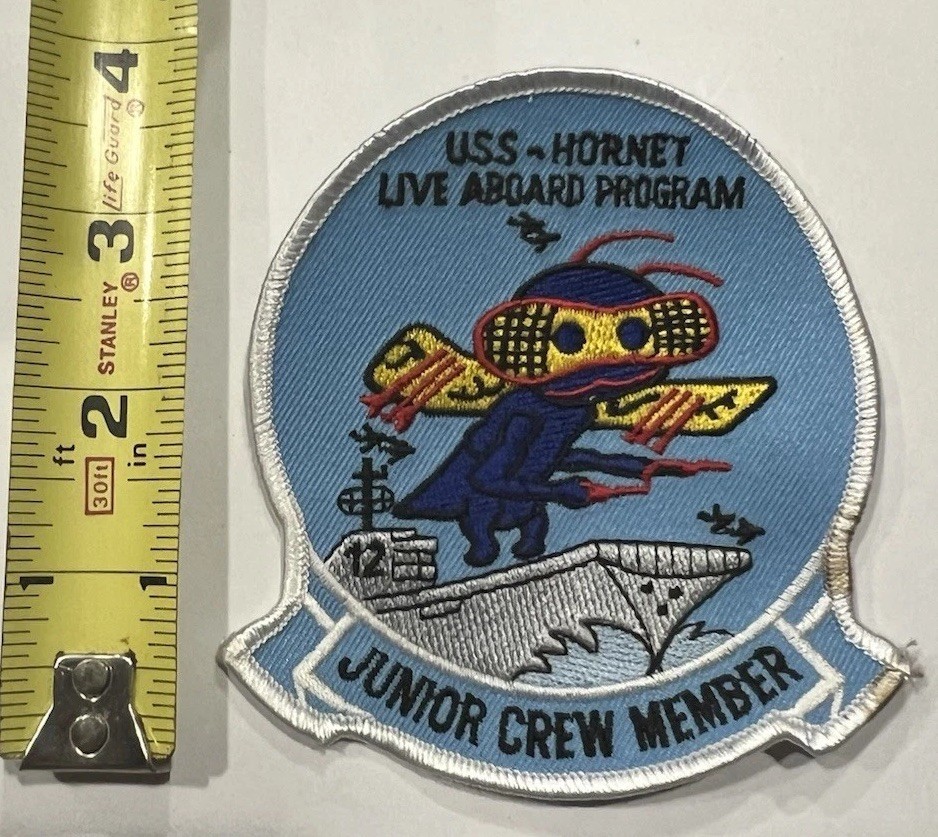 USS - HORNET
LIVE ABOARD PROGRAM
12
JUNIOR CREW MEMBER
4
Life Guard ®
3
STANLEY ®
2
ft
in
30ft
1
1